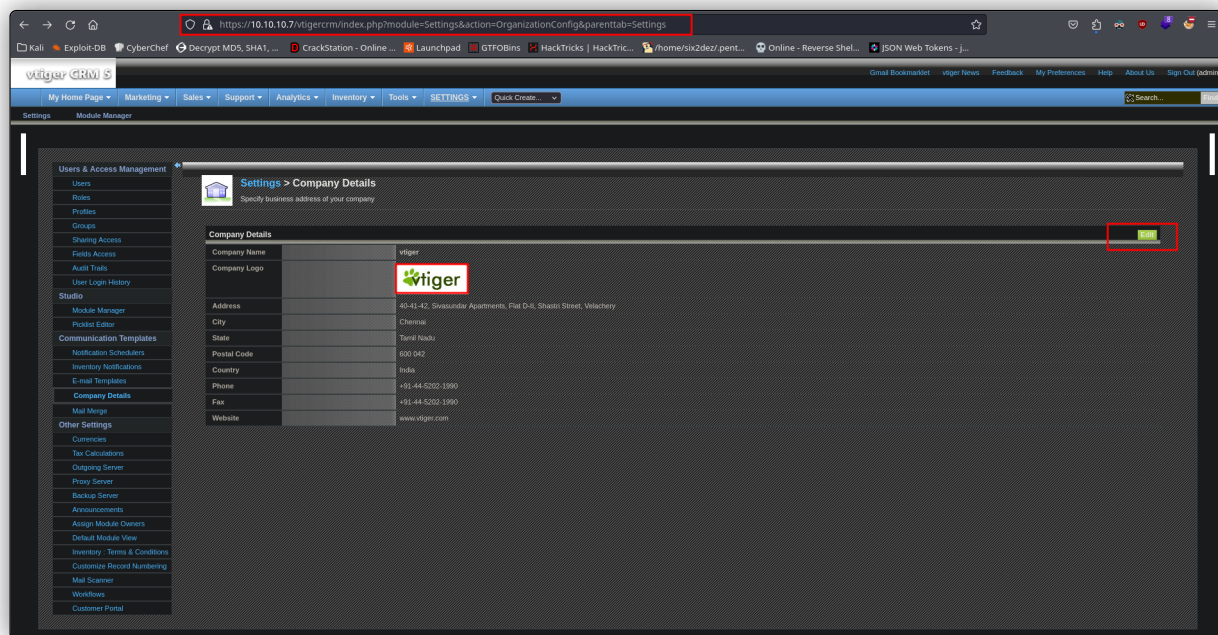 https://10.10.10.7/vtigercrm/index.php?module=Settings&action=OrganizationConfig&parenttab=Settings
Kali Exploit-DB CyberChef Decrypt MD5, SHA1, ... CrackStation - Online ... Launchpad GTFOBins HackTricks | HackTric... /home/six2dez/.pent... Online - Reverse Shel... JSON Web Tokens - j...
vtiger CRM 5 Gmail Bookmarklet vtiger News Feedback My Preferences Help About Us Sign Out (admin
My Home Page Marketing Sales Support Analytics Inventory Tools SETTINGS Quick Create... Search... Find
Settings Module Manager
Users & Access Management
Users
Roles
Profiles
Groups
Sharing Access
Fields Access
Audit Trails
User Login History
Studio
Module Manager
Picklist Editor
Communication Templates
Notification Schedulers
Inventory Notifications
E-mail Templates
Company Details
Mail Merge
Other Settings
Currencies
Tax Calculations
Outgoing Server
Proxy Server
Backup Server
Announcements
Assign Module Owners
Default Module View
Inventory : Terms & Conditions
Customize Record Numbering
Mail Scanner
Workflows
Customer Portal
Settings > Company Details
Specify business address of your company
Company Details Edit
Company Name vtiger
Company Logo vtiger
Address 40-41-42, Sivasundar Apartments, Flat D-II, Shastri Street, Velachery
City Chennai
State Tamil Nadu
Postal Code 600 042
Country India
Phone +91-44-5202-1990
Fax +91-44-5202-1990
Website www.vtiger.com